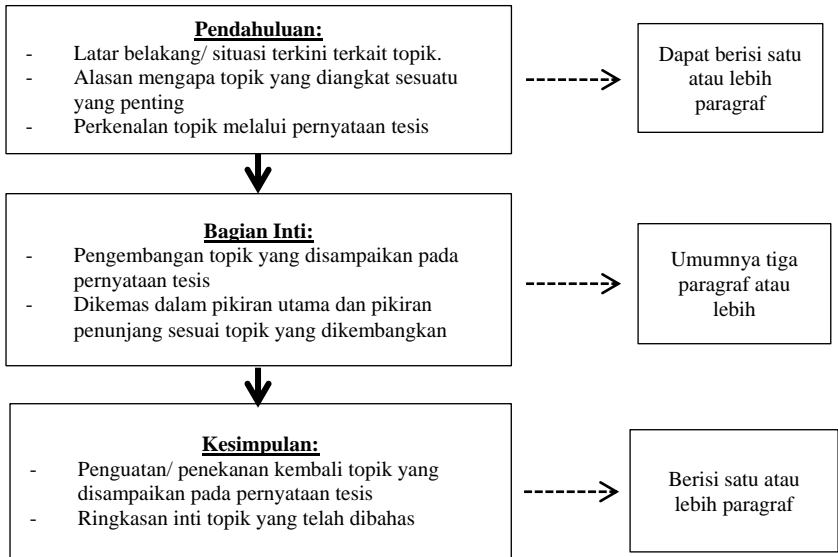 Pendahuluan:
- Latar belakang/ situasi terkini terkait topik.
- Alasan mengapa topik yang diangkat sesuatu
yang penting
- Perkenalan topik melalui pernyataan tesis
Dapat berisi satu
atau lebih
paragraf
Bagian Inti:
- Pengembangan topik yang disampaikan pada
pernyataan tesis
- Dikemas dalam pikiran utama dan pikiran
penunjang sesuai topik yang dikembangkan
Umumnya tiga
paragraf atau
lebih
Kesimpulan:
- Penguatan/ penekanan kembali topik yang
disampaikan pada pernyataan tesis
- Ringkasan inti topik yang telah dibahas
Berisi satu atau
lebih paragraf